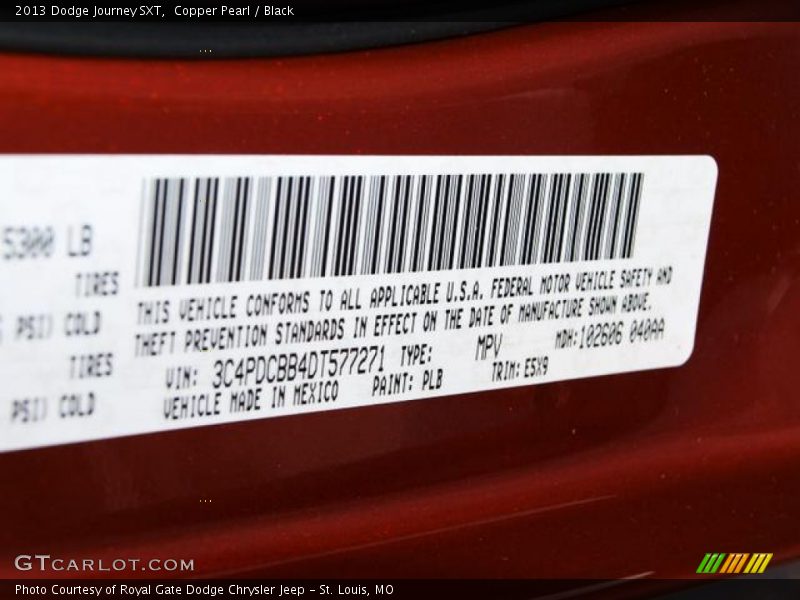 2013 Dodge Journey SXT, Copper Pearl / Black
5300 LB
TIRES
PSI) COLD
TIRES
PSI) COLD
THIS VEHICLE CONFORMS TO ALL APPLICABLE U.S.A. FEDERAL MOTOR VEHICLE SAFETY AND
THEFT PREVENTION STANDARDS IN EFFECT ON THE DATE OF MANUFACTURE SHOWN ABOVE.
VIN: 3C4PDCBB4DT577271 TYPE: MPV MDH:102606 040AA
VEHICLE MADE IN MEXICO PAINT: PLB TRIM: E5X9
GTCARLOT.COM
Photo Courtesy of Royal Gate Dodge Chrysler Jeep - St. Louis, MO